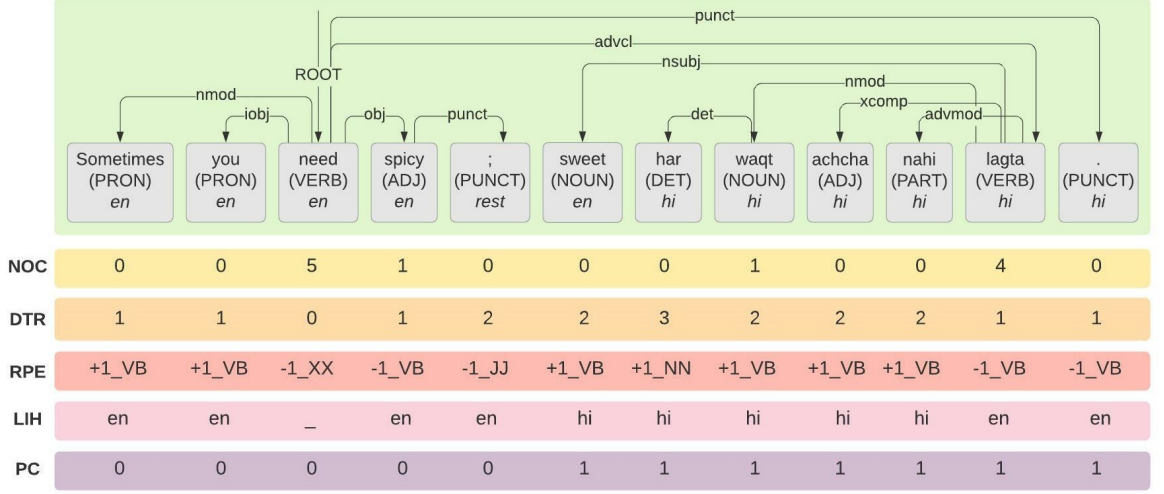 punct
advcl
nsubj
ROOT
nmod
nmod
xcomp
iobj obj punct det advmod
Sometimes you need spicy ; sweet har waqt achcha nahi lagta .
(PRON) (PRON) (VERB) (ADJ) (PUNCT) (NOUN) (DET) (NOUN) (ADJ) (PART) (VERB) (PUNCT)
en en en en rest en hi hi hi hi hi hi
NOC 0 0 5 1 0 0 0 1 0 0 4 0
DTR 1 1 0 1 2 2 3 2 2 2 1 1
RPE +1_VB +1_VB -1_XX -1_VB -1_JJ +1_VB +1_NN +1_VB +1_VB +1_VB -1_VB -1_VB
LIH en en _ en en hi hi hi hi hi en en
PC 0 0 0 0 0 1 1 1 1 1 1 1